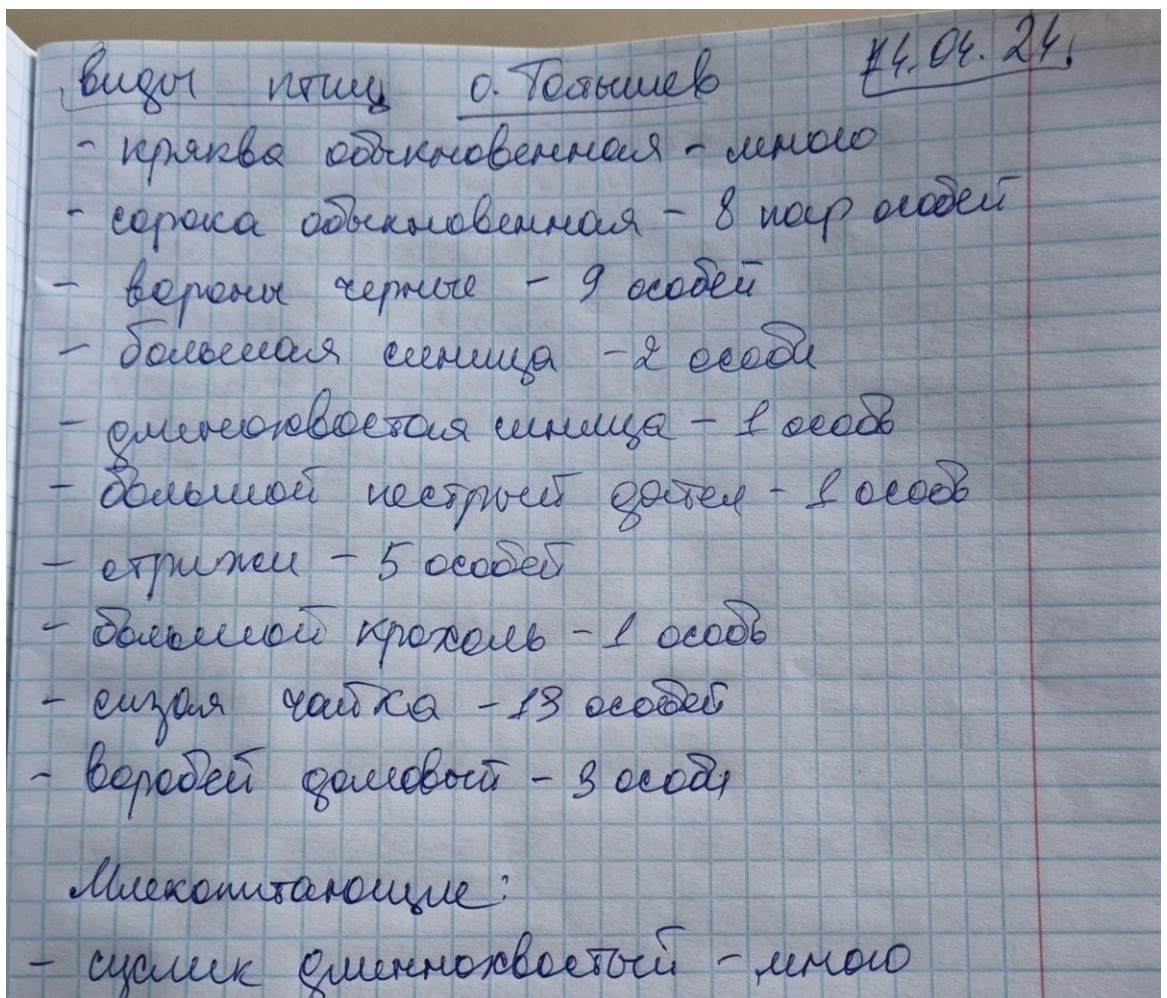 виды птиц о. Татышев 14.04.24.
- кряква обыкновенная - много
- сорока обыкновенная - 8 пар особей
- вороны черные - 9 особей
- большая синица - 2 особи
- длиннохвостая синица - 1 особь
- большой пестрый дятел - 1 особь
- стрижи - 5 особей
- большой крохаль - 1 особь
- сизая чайка - 13 особей
- воробей домовый - 3 особи
Млекопитающие:
- суслик длиннохвостый - много